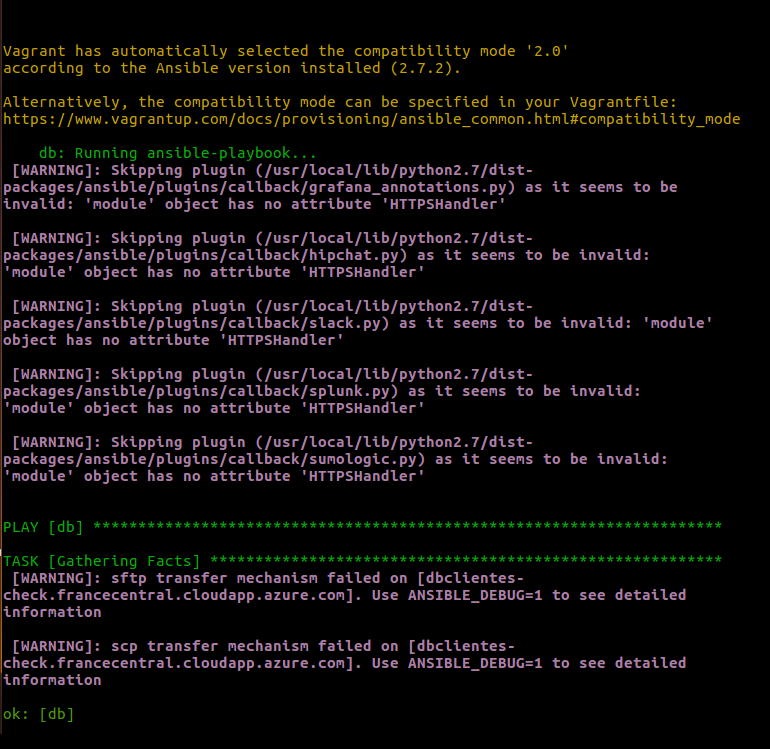 Vagrant has automatically selected the compatibility mode '2.0'
according to the Ansible version installed (2.7.2).
Alternatively, the compatibility mode can be specified in your Vagrantfile:
https://www.vagrantup.com/docs/provisioning/ansible_common.html#compatibility_mode
db: Running ansible-playbook...
[WARNING]: Skipping plugin (/usr/local/lib/python2.7/dist-
packages/ansible/plugins/callback/grafana_annotations.py) as it seems to be
invalid: 'module' object has no attribute 'HTTPSHandler'
[WARNING]: Skipping plugin (/usr/local/lib/python2.7/dist-
packages/ansible/plugins/callback/hipchat.py) as it seems to be invalid:
'module' object has no attribute 'HTTPSHandler'
[WARNING]: Skipping plugin (/usr/local/lib/python2.7/dist-
packages/ansible/plugins/callback/slack.py) as it seems to be invalid: 'module'
object has no attribute 'HTTPSHandler'
[WARNING]: Skipping plugin (/usr/local/lib/python2.7/dist-
packages/ansible/plugins/callback/splunk.py) as it seems to be invalid:
'module' object has no attribute 'HTTPSHandler'
[WARNING]: Skipping plugin (/usr/local/lib/python2.7/dist-
packages/ansible/plugins/callback/sumologic.py) as it seems to be invalid:
'module' object has no attribute 'HTTPSHandler'
PLAY [db] **********************************************************************
TASK [Gathering Facts] *********************************************************
[WARNING]: sftp transfer mechanism failed on [dbclientes-
check.francecentral.cloudapp.azure.com]. Use ANSIBLE_DEBUG=1 to see detailed
information
[WARNING]: scp transfer mechanism failed on [dbclientes-
check.francecentral.cloudapp.azure.com]. Use ANSIBLE_DEBUG=1 to see detailed
information
ok: [db]